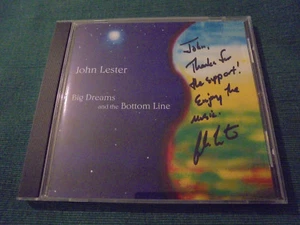 John Lester
Big Dreams
and the Bottom Line
John,
Thanks for
the support!
Enjoy the
music.